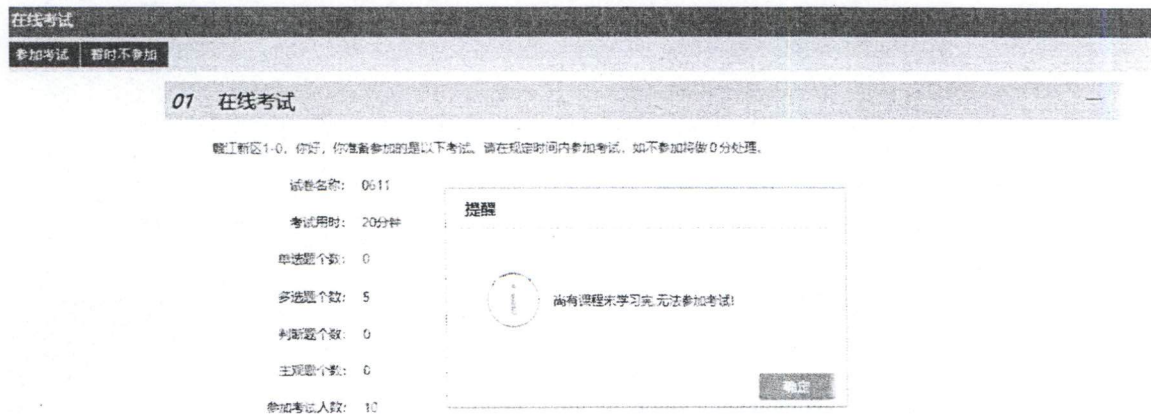 在线考试
参加考试 暂时不参加
01 在线考试
赣江新区1-0，你好，你准备参加的是以下考试。请在规定时间内参加考试，如不参加将做0分处理。
试卷名称： 0611
考试用时： 20分钟
单选题个数： 0
多选题个数： 5
判断题个数： 0
主观题个数： 0
参加考试人数： 10
提醒
尚有课程未学习完,无法参加考试!
确定